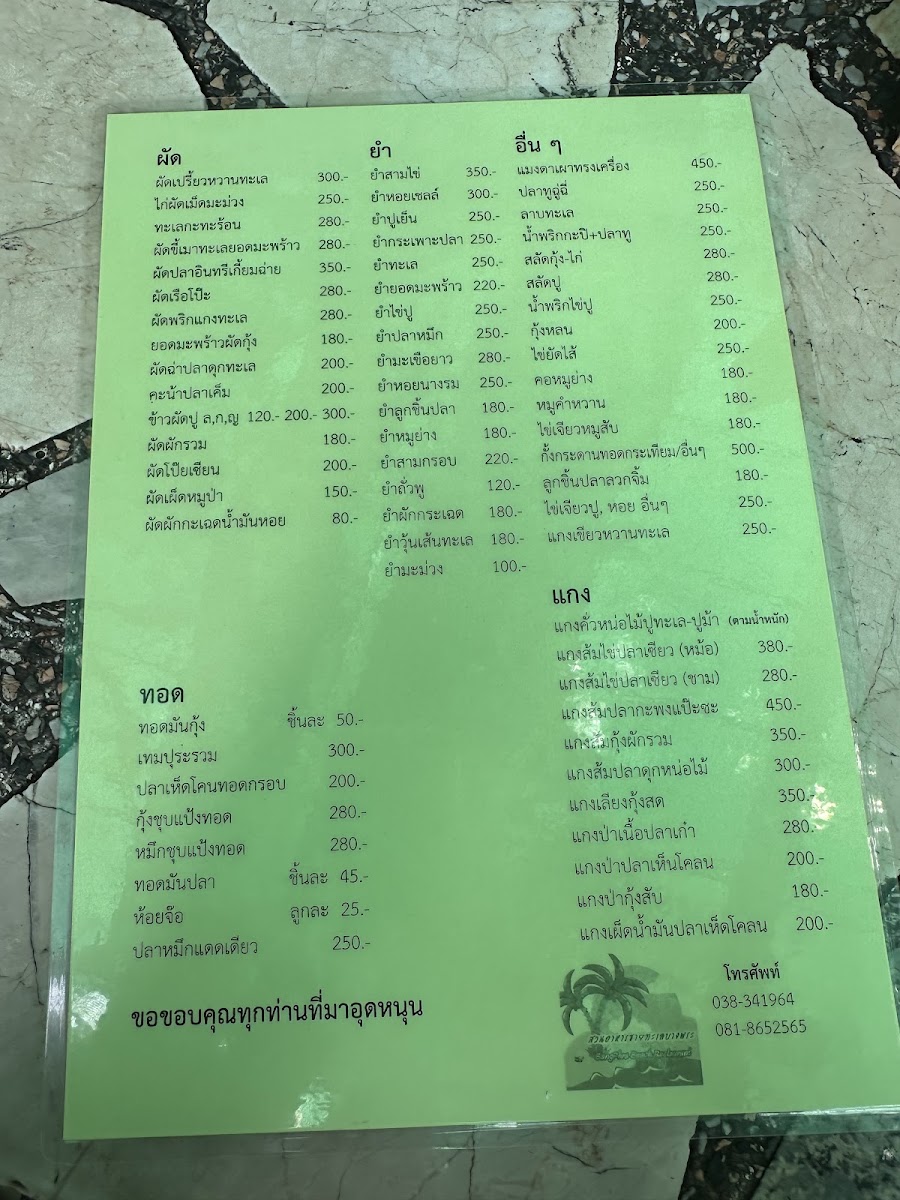 ผัด
ผัดเปรี้ยวหวานทะเล 300.-
ไก่ผัดเม็ดมะม่วง 250.-
ทะเลกะทะร้อน 280.-
ผัดขี้เมาทะเลยอดมะพร้าว 280.-
ผัดปลาอินทรีเกี้ยมฉ่าย 350.-
ผัดเรือโป๊ะ 280.-
ผัดพริกแกงทะเล 280.-
ยอดมะพร้าวผัดกุ้ง 180.-
ผัดฉ่าปลาดุกทะเล 200.-
คะน้าปลาเค็ม 200.-
ข้าวผัดปู ล,ก,ญ 120.- 200.- 300.-
ผัดผักรวม 180.-
ผัดโป๊ยเซียน 200.-
ผัดเผ็ดหมูป่า 150.-
ผัดผักกะเฉดน้ำมันหอย 80.-
ยำ
ยำสามไข่ 350.-
ยำหอยเชลล์ 300.-
ยำปูเย็น 250.-
ยำกระเพาะปลา 250.-
ยำทะเล 250.-
ยำยอดมะพร้าว 220.-
ยำไข่ปู 250.-
ยำปลาหมึก 250.-
ยำมะเขือยาว 280.-
ยำหอยนางรม 250.-
ยำลูกชิ้นปลา 180.-
ยำหมูย่าง 180.-
ยำสามกรอบ 220.-
ยำถั่วพู 120.-
ยำผักกระเฉด 180.-
ยำวุ้นเส้นทะเล 180.-
ยำมะม่วง 100.-
อื่น ๆ
แมงดาเผาทรงเครื่อง 450.-
ปลาทูฉู่ฉี่ 250.-
ลาบทะเล 250.-
น้ำพริกกะปิ+ปลาทู 250.-
สลัดกุ้ง-ไก่ 280.-
สลัดปู 280.-
น้ำพริกไข่ปู 250.-
กุ้งหลน 200.-
ไข่ยัดไส้ 250.-
คอหมูย่าง 180.-
หมูคำหวาน 180.-
ไข่เจียวหมูสับ 180.-
กั้งกระดานทอดกระเทียม/อื่นๆ 500.-
ลูกชิ้นปลาลวกจิ้ม 180.-
ไข่เจียวปู, หอย อื่นๆ 250.-
แกงเขียวหวานทะเล 250.-
แกง
แกงคั่วหน่อไม้ปูทะเล-ปูม้า (ตามน้ำหนัก)
แกงส้มไข่ปลาเซียว (หม้อ) 380.-
แกงส้มไข่ปลาเซียว (ชาม) 280.-
แกงส้มปลากะพงแป๊ะซะ 450.-
แกงส้มกุ้งผักรวม 350.-
แกงส้มปลาดุกหน่อไม้ 300.-
แกงเลียงกุ้งสด 350.-
แกงป่าเนื้อปลาเก๋า 280.-
แกงป่าปลาเห็นโคลน 200.-
แกงป่ากุ้งสับ 180.-
แกงเผ็ดน้ำมันปลาเห็ดโคลน 200.-
ทอด
ทอดมันกุ้ง ชิ้นละ 50.-
เทมปุระรวม 300.-
ปลาเห็ดโคนทอดกรอบ 200.-
กุ้งชุบแป้งทอด 280.-
หมึกชุบแป้งทอด 280.-
ทอดมันปลา ชิ้นละ 45.-
ห้อยจ๊อ ลูกละ 25.-
ปลาหมึกแดดเดียว 250.-
ขอขอบคุณทุกท่านที่มาอุดหนุน
โทรศัพท์
038-341964
081-8652565
สวนอาหารชายทะเลบางพระ